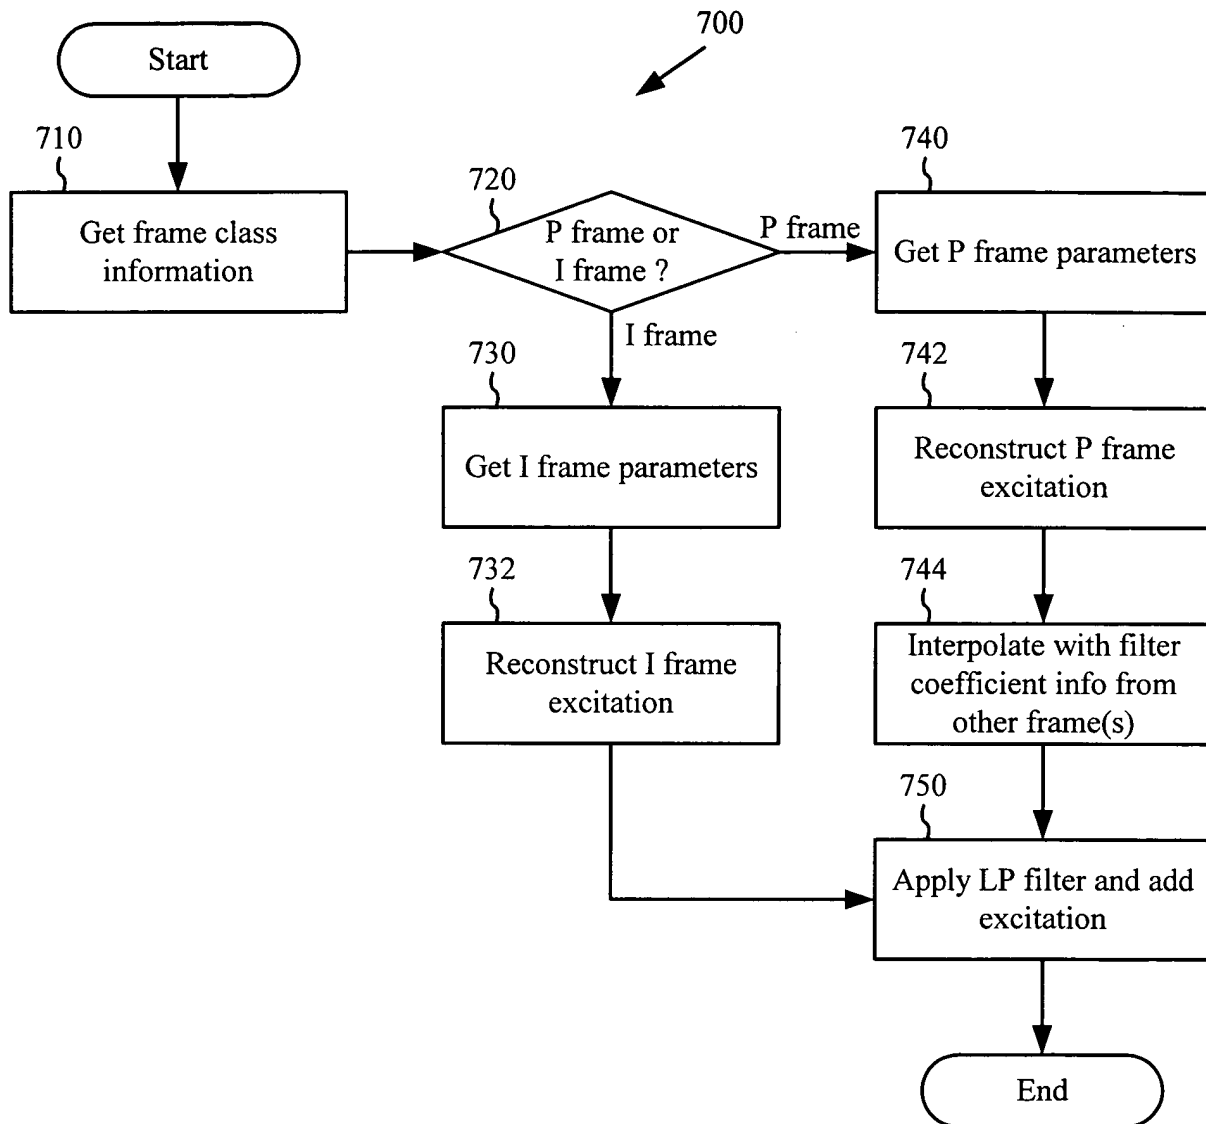 700
Start
710
Get frame class
information
720
P frame or
I frame ?
P frame
I frame
740
Get P frame parameters
730
Get I frame parameters
742
Reconstruct P frame
excitation
732
Reconstruct I frame
excitation
744
Interpolate with filter
coefficient info from
other frame(s)
750
Apply LP filter and add
excitation
End